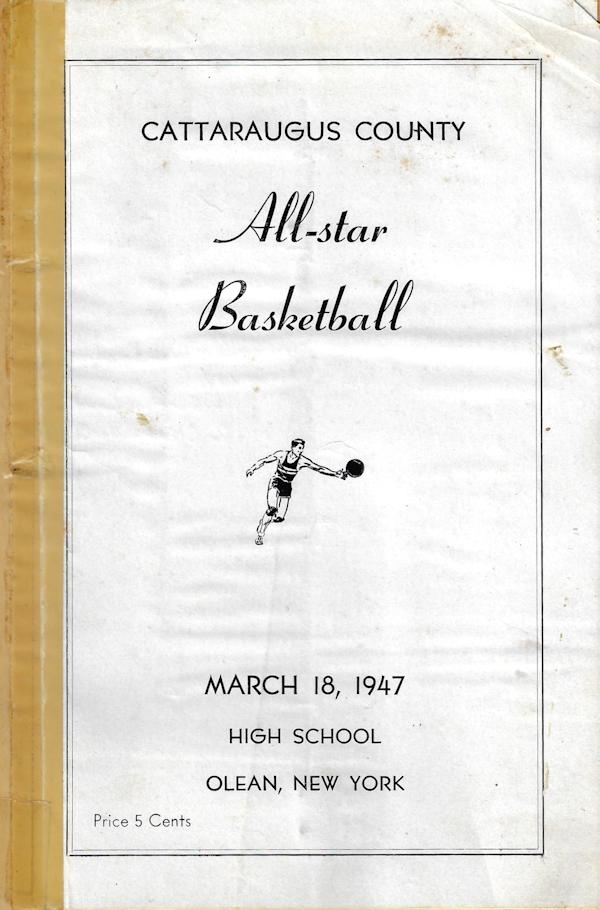 CATTARAUGUS COUNTY
All-star
Basketball
MARCH 18, 1947
HIGH SCHOOL
OLEAN, NEW YORK
Price 5 Cents